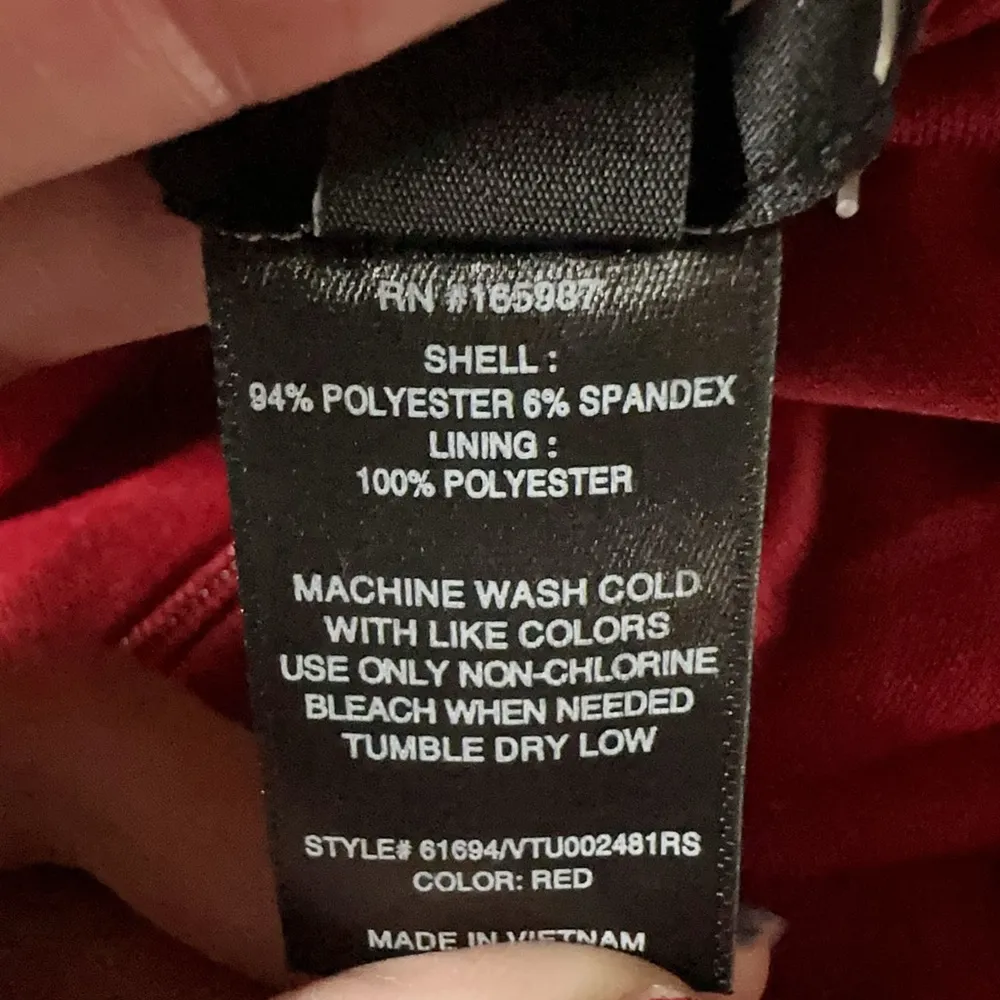 RN #165987
SHELL :
94% POLYESTER 6% SPANDEX
LINING :
100% POLYESTER
MACHINE WASH COLD
WITH LIKE COLORS
USE ONLY NON-CHLORINE
BLEACH WHEN NEEDED
TUMBLE DRY LOW
STYLE# 61694/VTU002481RS
COLOR: RED
MADE IN VIETNAM